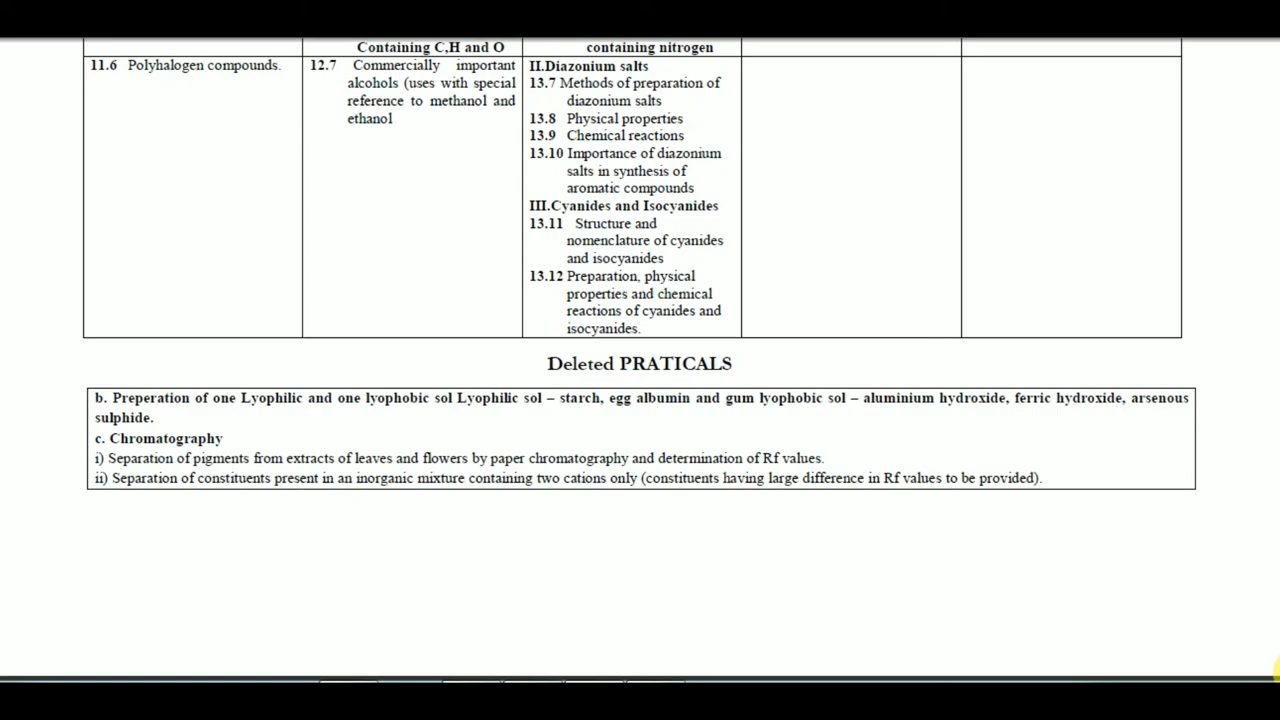 Containing C,H and O
containing nitrogen
11.6 Polyhalogen compounds.
12.7 Commercially important
alcohols (uses with special
reference to methanol and
ethanol
II.Diazonium salts
13.7 Methods of preparation of
diazonium salts
13.8 Physical properties
13.9 Chemical reactions
13.10 Importance of diazonium
salts in synthesis of
aromatic compounds
III.Cyanides and Isocyanides
13.11 Structure and
nomenclature of cyanides
and isocyanides
13.12 Preparation, physical
properties and chemical
reactions of cyanides and
isocyanides.
Deleted PRATICALS
b. Preperation of one Lyophilic and one lyophobic sol Lyophilic sol – starch, egg albumin and gum lyophobic sol – aluminium hydroxide, ferric hydroxide, arsenous
sulphide.
c. Chromatography
i) Separation of pigments from extracts of leaves and flowers by paper chromatography and determination of Rf values.
ii) Separation of constituents present in an inorganic mixture containing two cations only (constituents having large difference in Rf values to be provided).